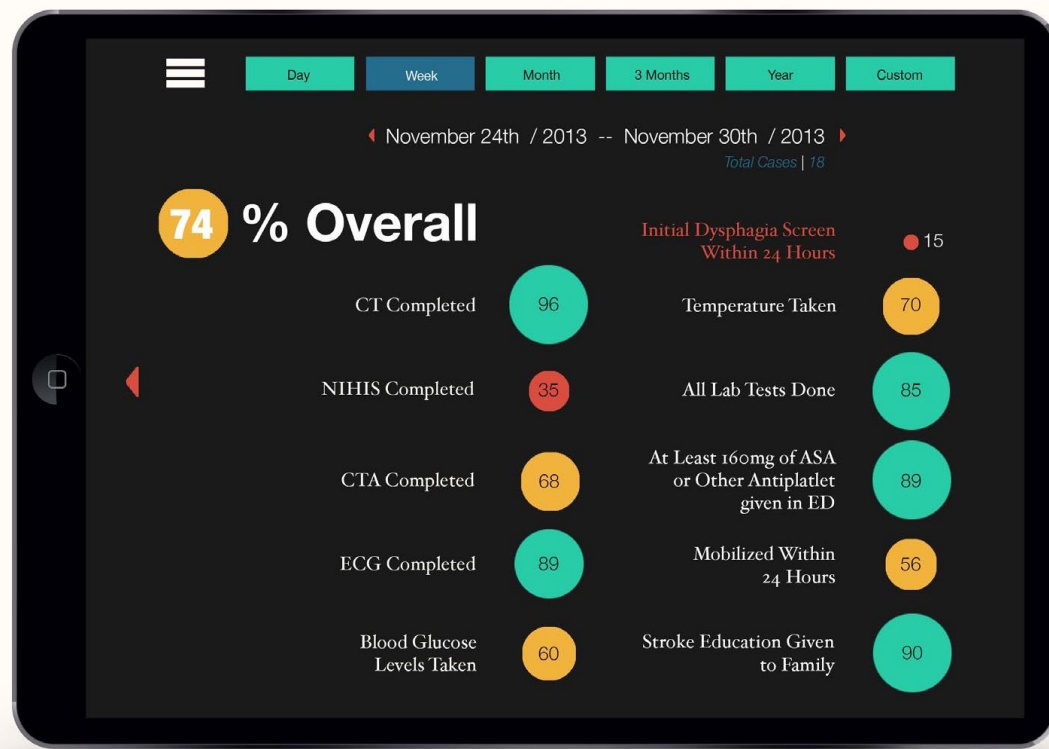 Day Week Month 3 Months Year Custom
November 24th / 2013 -- November 30th / 2013
Total Cases | 18
74 % Overall
Initial Dysphagia Screen
Within 24 Hours
15
CT Completed
96
Temperature Taken
70
NIHIS Completed
35
All Lab Tests Done
85
CTA Completed
68
At Least 160mg of ASA
or Other Antiplatlet
given in ED
89
ECG Completed
89
Mobilized Within
24 Hours
56
Blood Glucose
Levels Taken
60
Stroke Education Given
to Family
90